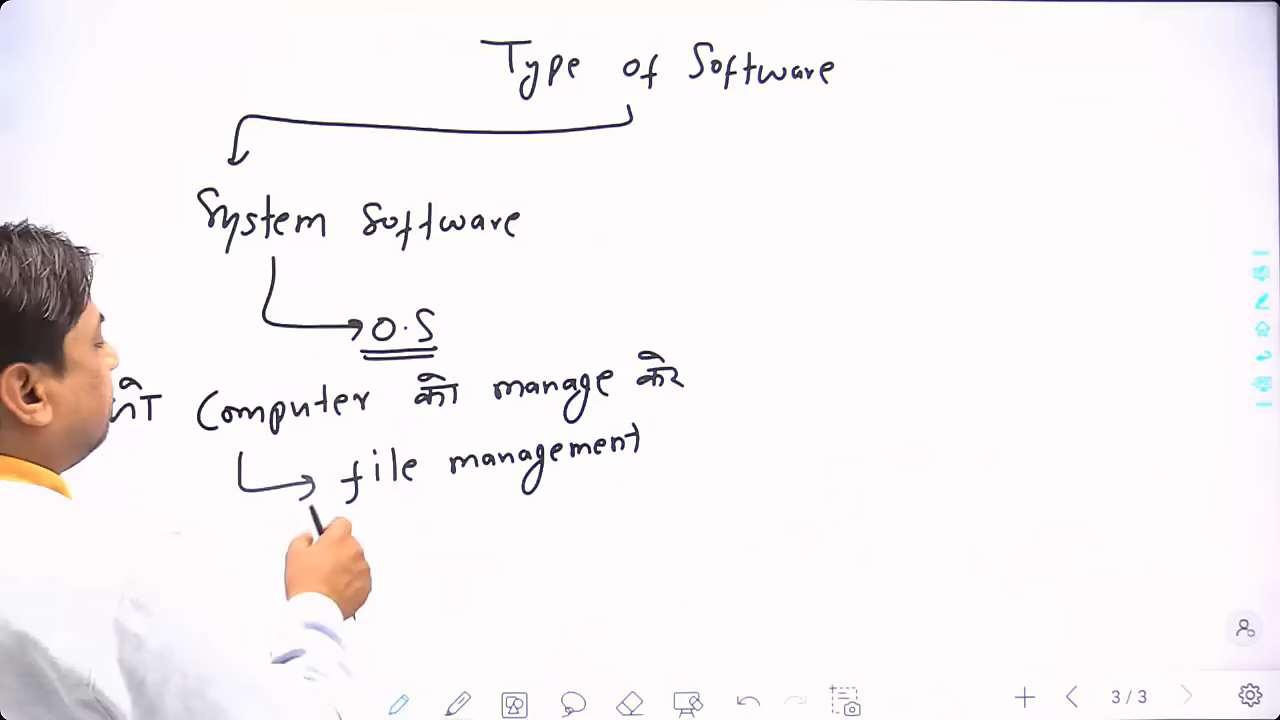 Type of Software
System Software
O.S
Computer को manage करे
file management
3/3